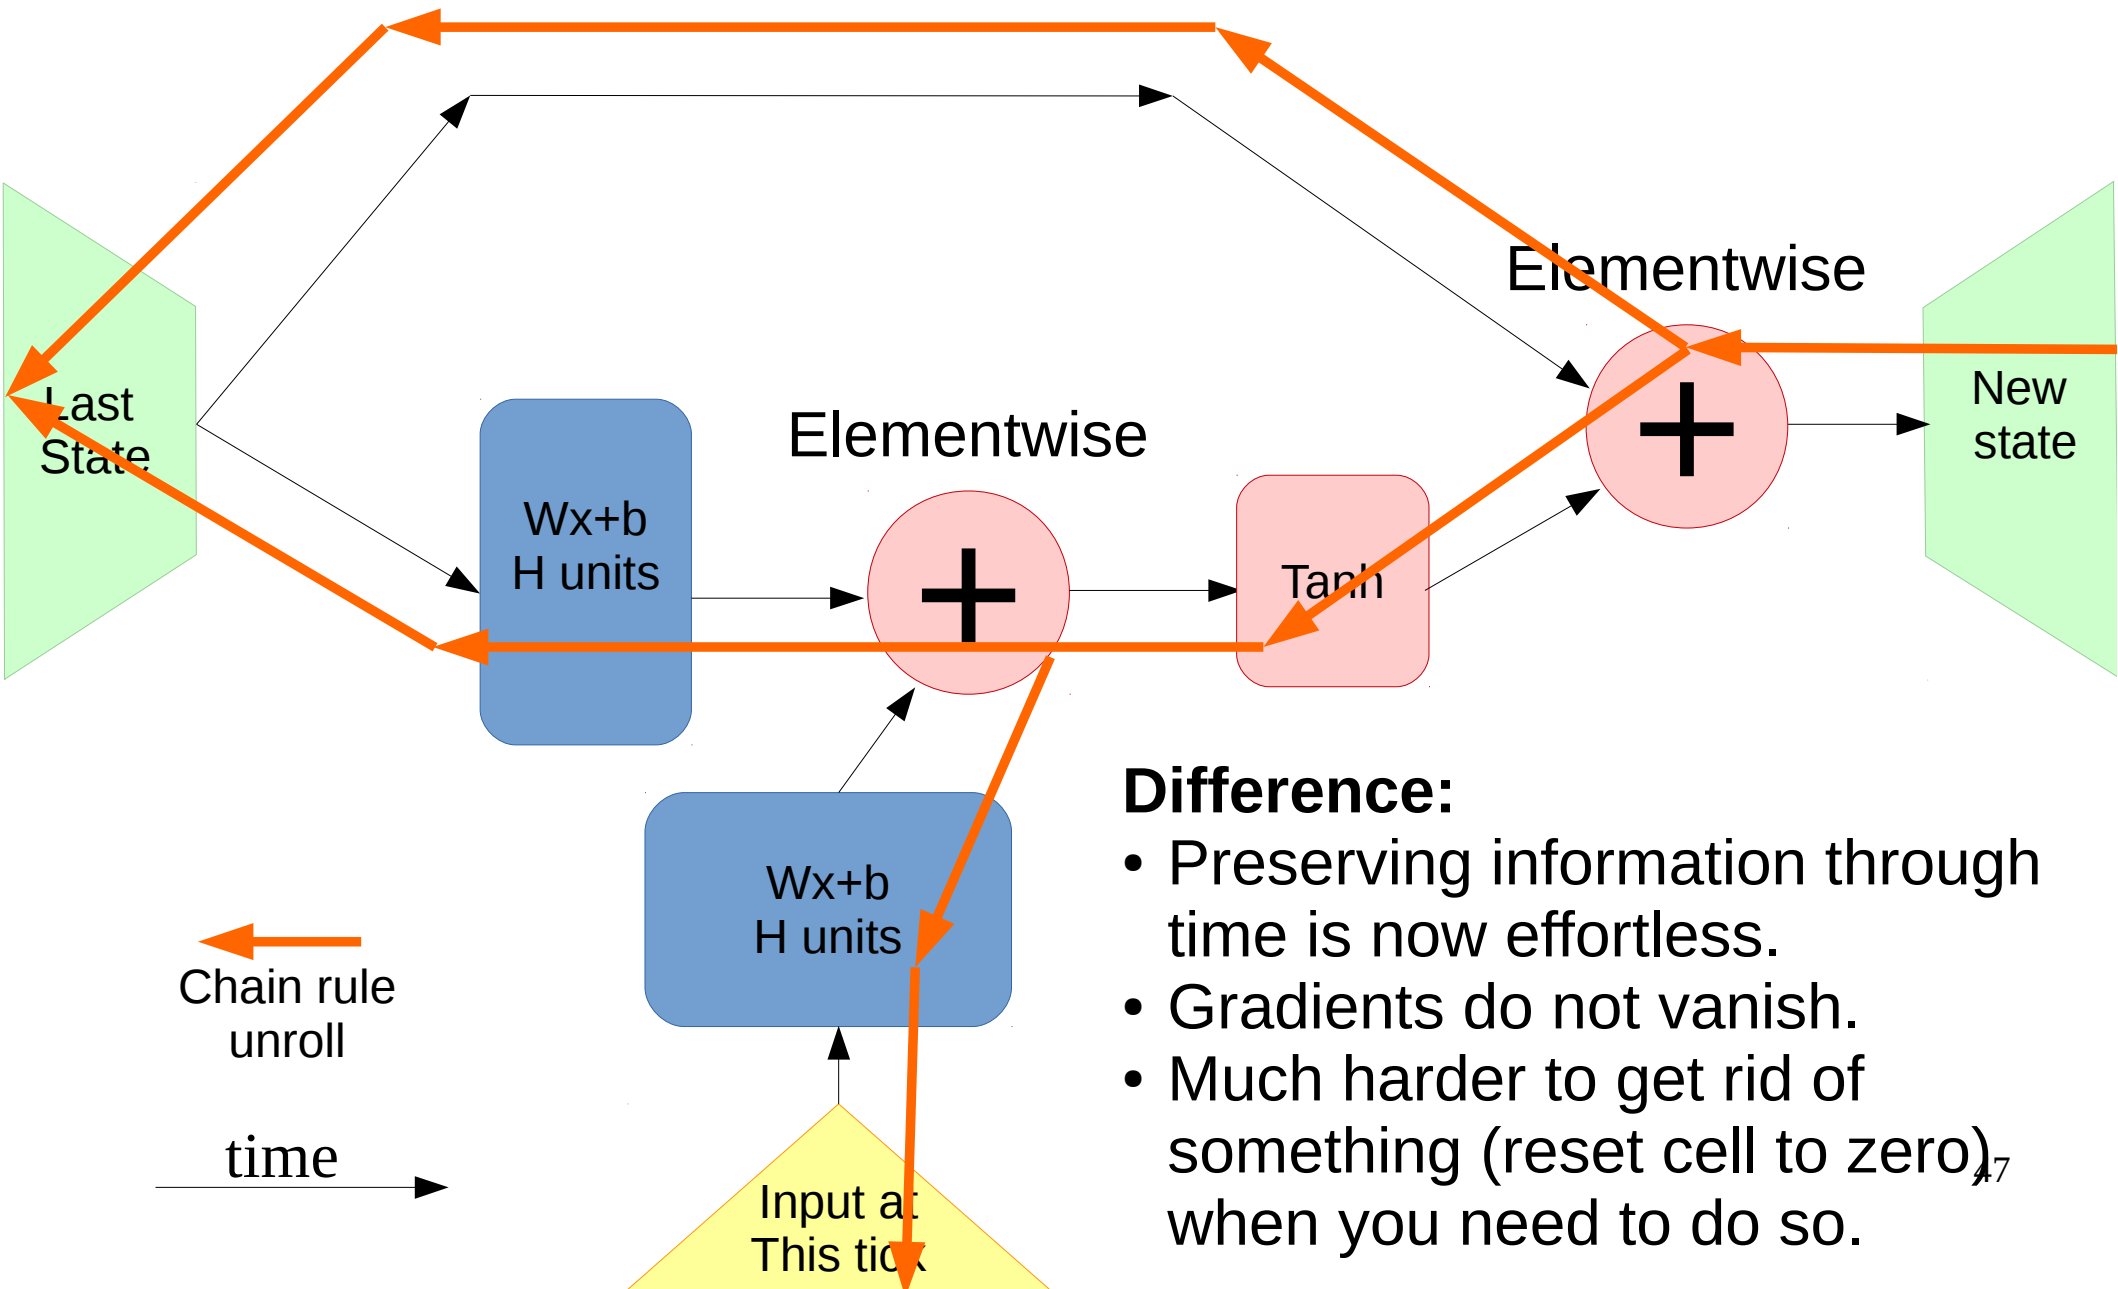 Elementwise
Last
State
New
state
Elementwise
Wx+b
H units
+
+
Tanh
Difference:
• Preserving information through
time is now effortless.
• Gradients do not vanish.
• Much harder to get rid of
something (reset cell to zero)
when you need to do so.
Wx+b
H units
Chain rule
unroll
time
Input at
This tick
47